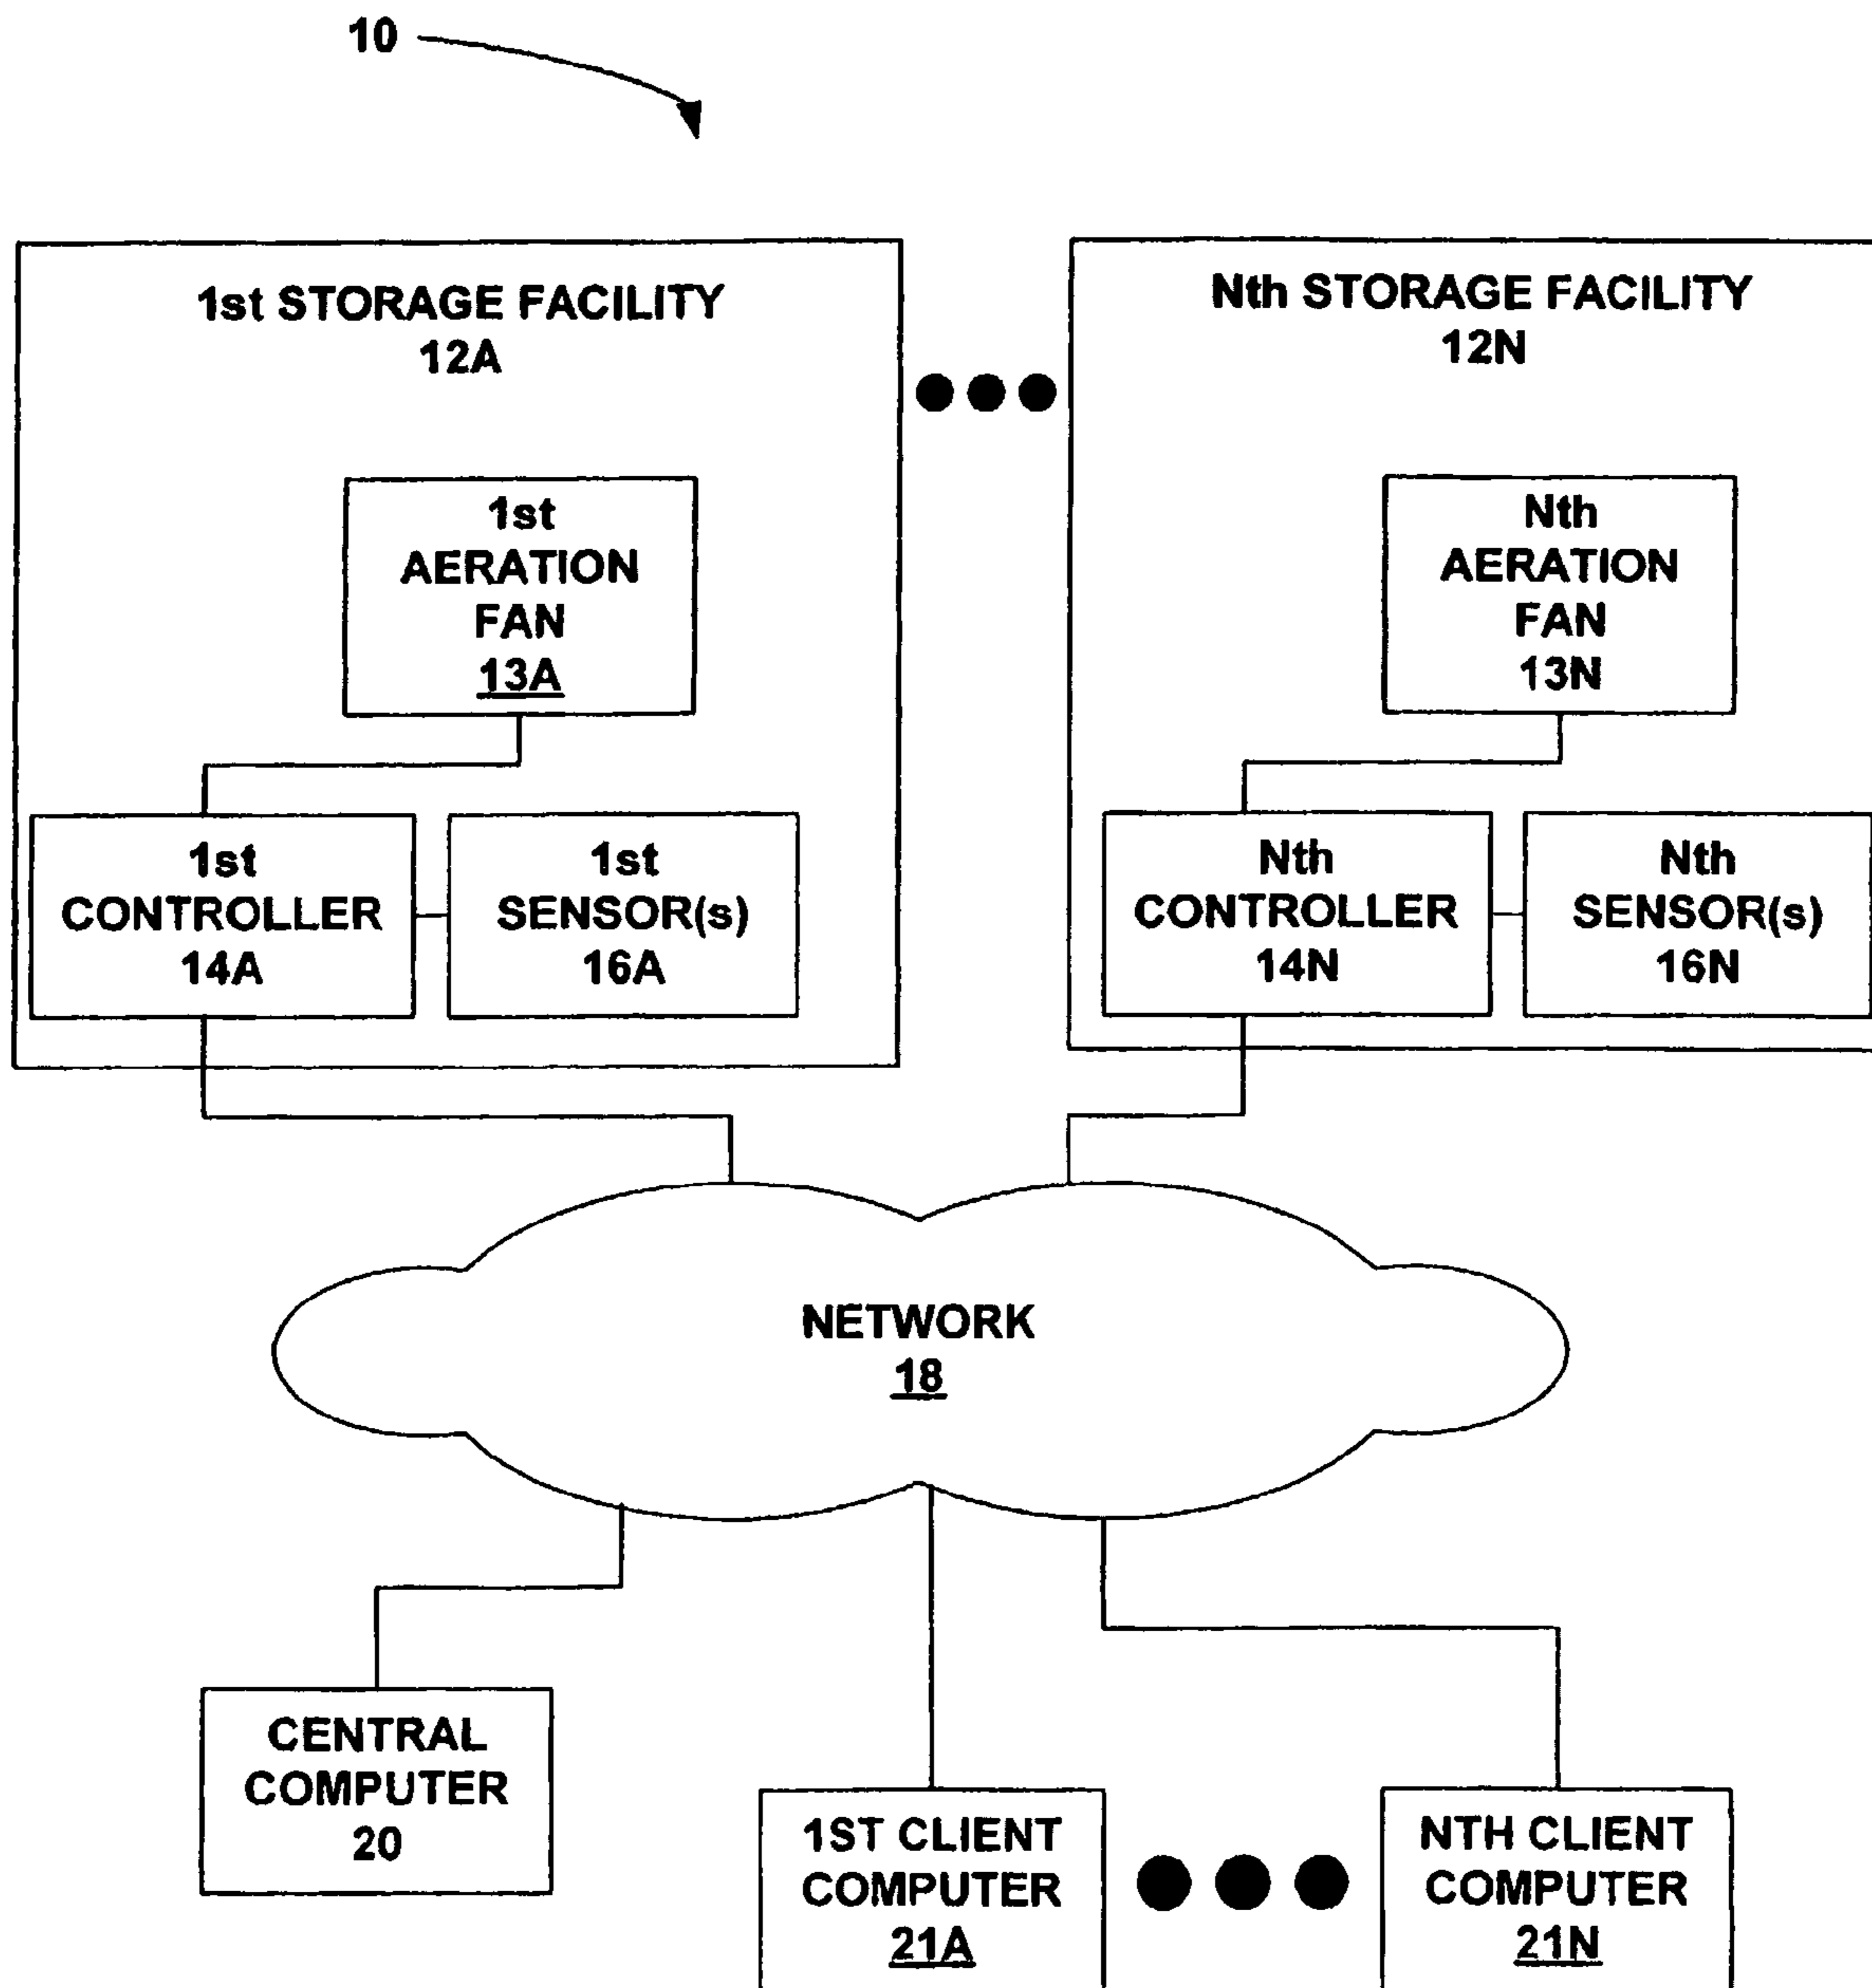 10
1st STORAGE FACILITY
12A
1st
AERATION
FAN
13A
1st
CONTROLLER
14A
1st
SENSOR(s)
16A
Nth STORAGE FACILITY
12N
Nth
AERATION
FAN
13N
Nth
CONTROLLER
14N
Nth
SENSOR(s)
16N
NETWORK
18
CENTRAL
COMPUTER
20
1ST CLIENT
COMPUTER
21A
NTH CLIENT
COMPUTER
21N